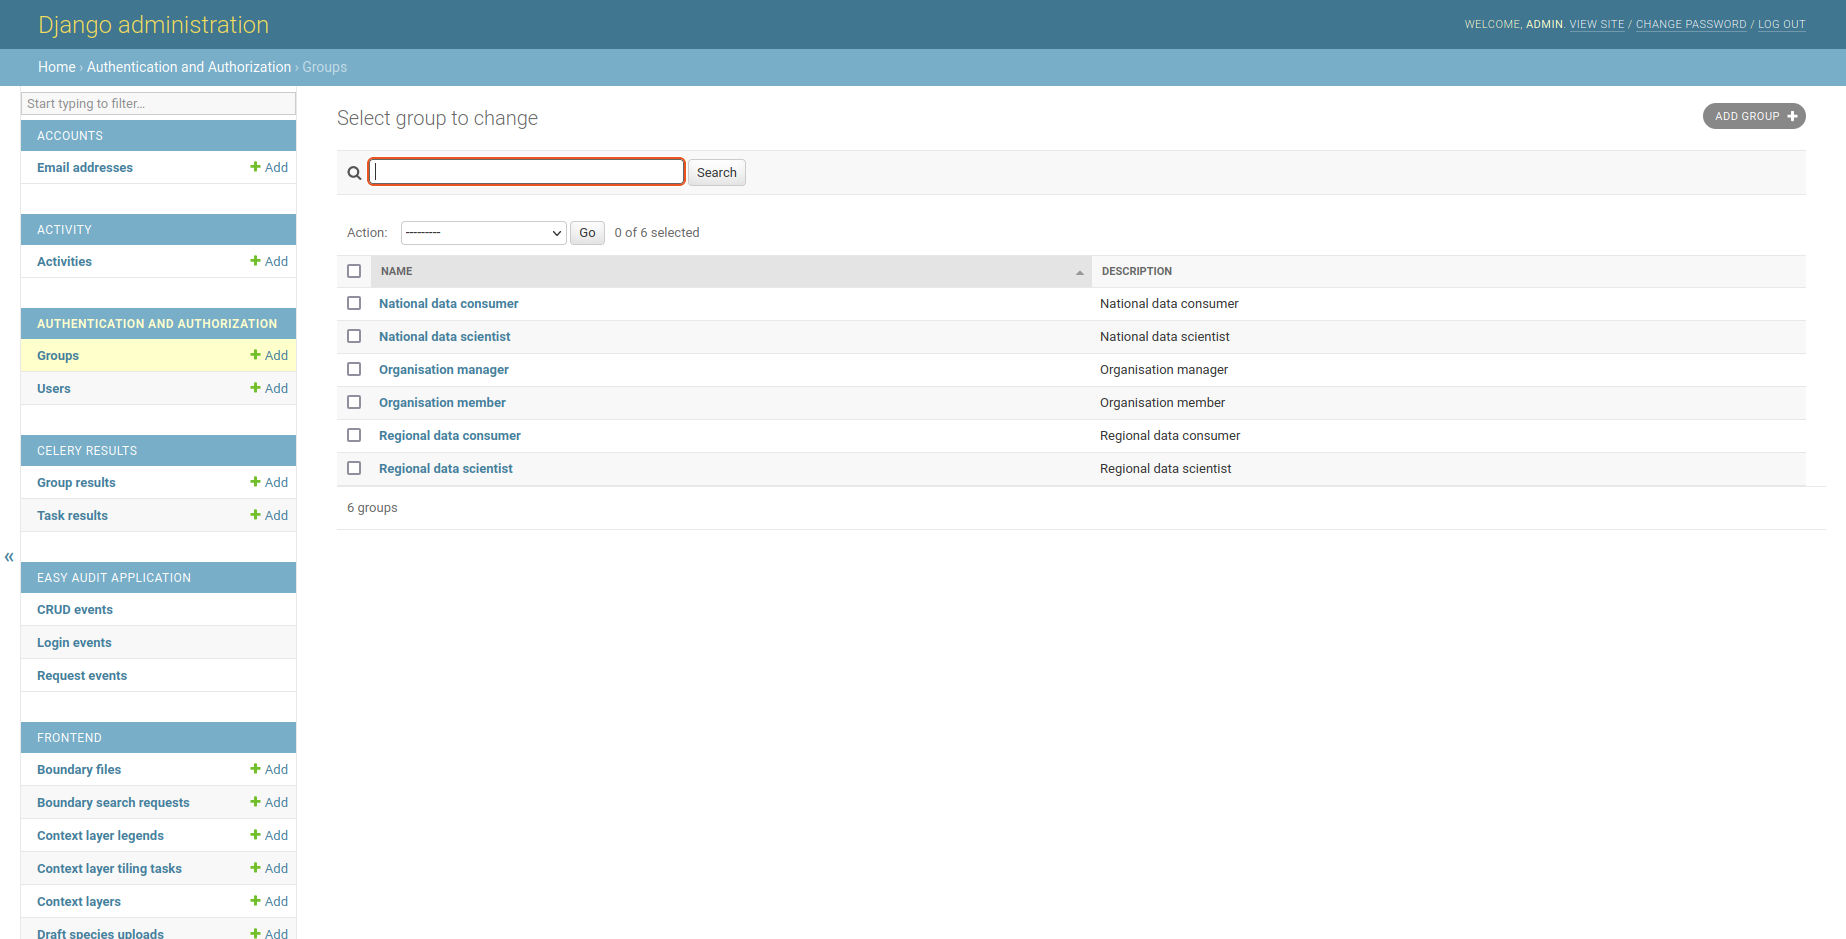 Django administration
WELCOME, ADMIN. VIEW SITE / CHANGE PASSWORD / LOG OUT
Home › Authentication and Authorization › Groups
Start typing to filter...
ACCOUNTS
Email addresses Add
ACTIVITY
Activities Add
AUTHENTICATION AND AUTHORIZATION
Groups Add
Users Add
CELERY RESULTS
Group results Add
Task results Add
«
EASY AUDIT APPLICATION
CRUD events
Login events
Request events
FRONTEND
Boundary files Add
Boundary search requests Add
Context layer legends Add
Context layer tiling tasks Add
Context layers Add
Draft species uploads Add
Select group to change
ADD GROUP
Search
Action: --------- Go 0 of 6 selected
NAME DESCRIPTION
National data consumer National data consumer
National data scientist National data scientist
Organisation manager Organisation manager
Organisation member Organisation member
Regional data consumer Regional data consumer
Regional data scientist Regional data scientist
6 groups